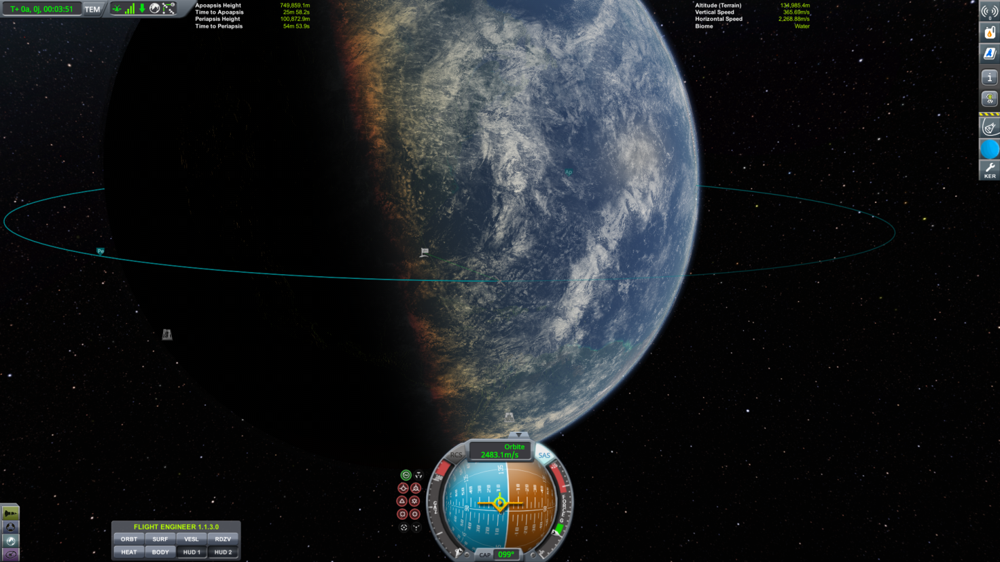 T+ 0a, 0j, 00:03:51 TEM
Apoapsis Height 749,859.1m
Time to Apoapsis 25m 58.2s
Periapsis Height 100,872.9m
Time to Periapsis 54m 53.9s
Altitude (Terrain) 134,985.4m
Vertical Speed 365.69m/s
Horizontal Speed 2,268.88m/s
Biome Water
0
KER
Ap
Pe
Orbite
2483.1m/s
RCS
SAS
GAZ
FORCE G
CAP 099°
FLIGHT ENGINEER 1.1.3.0
ORBT SURF VESL RDZV
HEAT BODY HUD 1 HUD 2